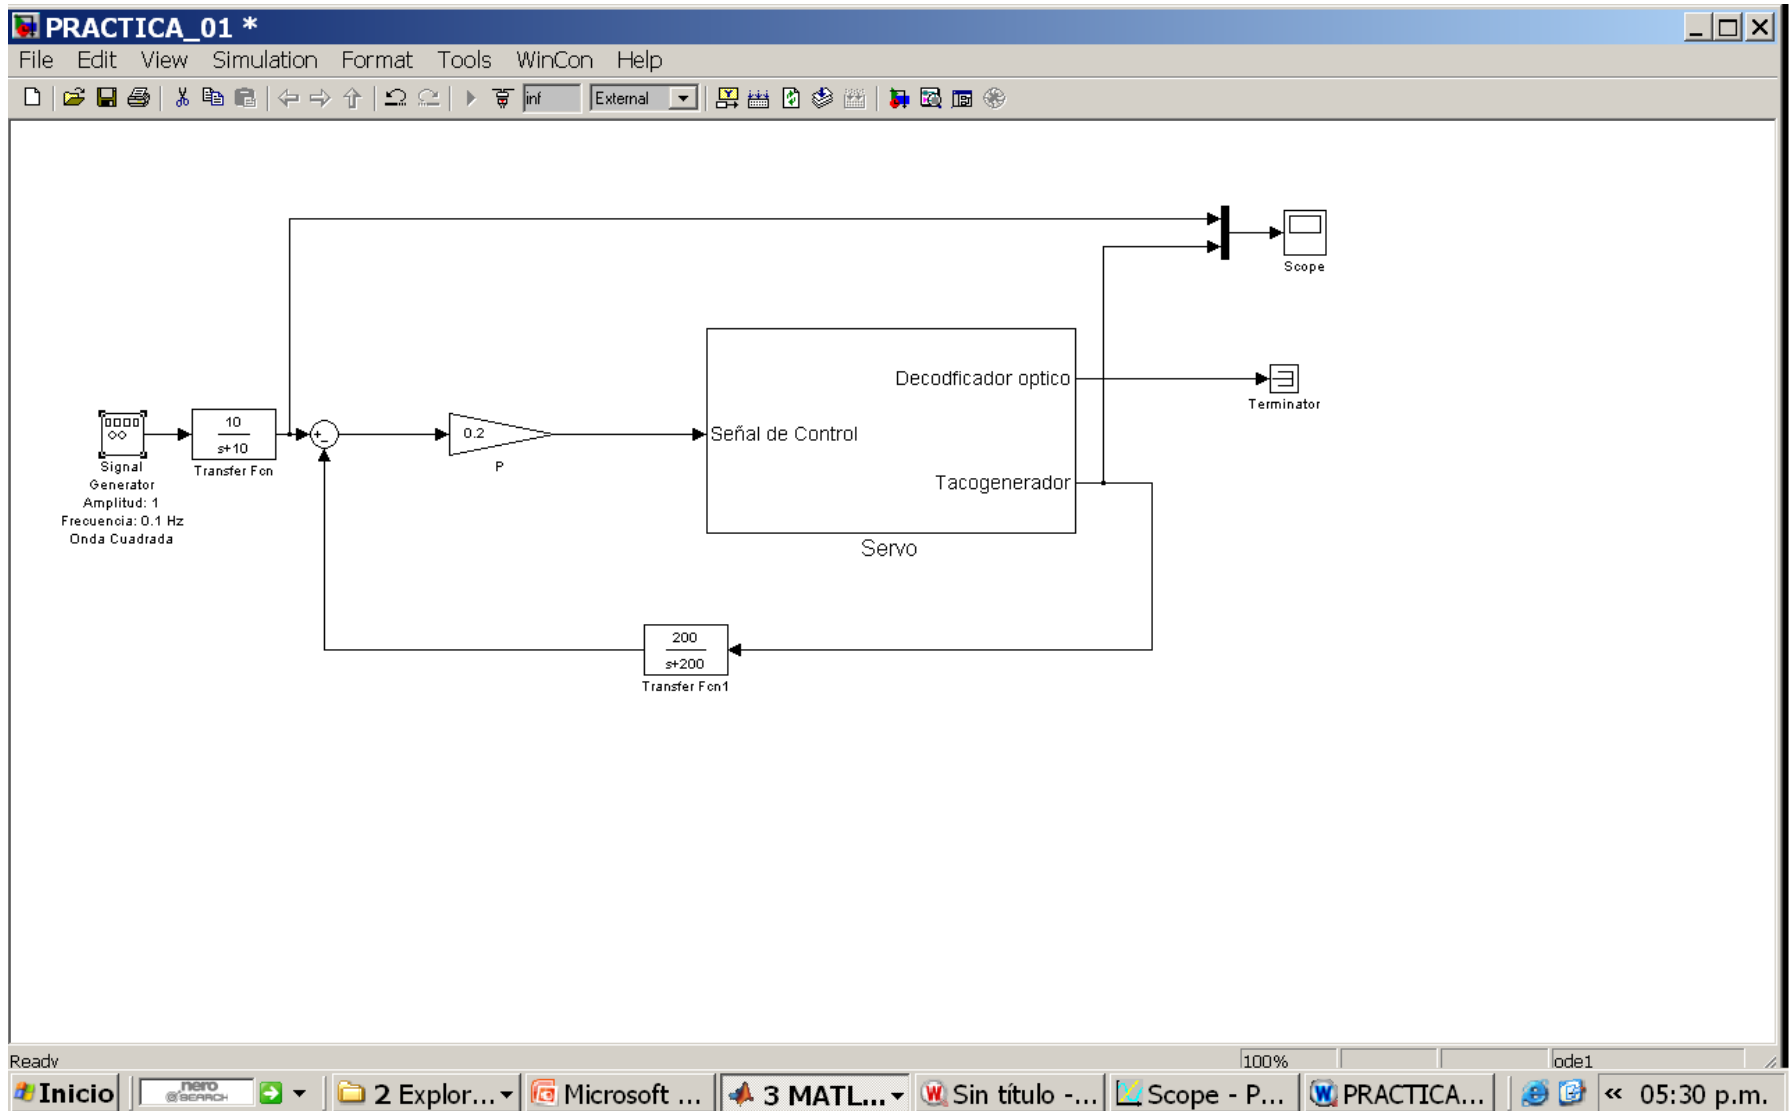 PRACTICA_01 *
File Edit View Simulation Format Tools WinCon Help
inf External
Scope
Decodficador optico
Terminator
10
s+10
Transfer Fcn
+
-
0.2
P
Señal de Control
Signal
Generator
Amplitud: 1
Frecuencia: 0.1 Hz
Onda Cuadrada
Tacogenerador
Servo
200
s+200
Transfer Fcn1
Ready 100% ode1
Inicio nero SEARCH 2 Explor... Microsoft ... 3 MATL... Sin título -... Scope - P... PRACTICA... « 05:30 p.m.